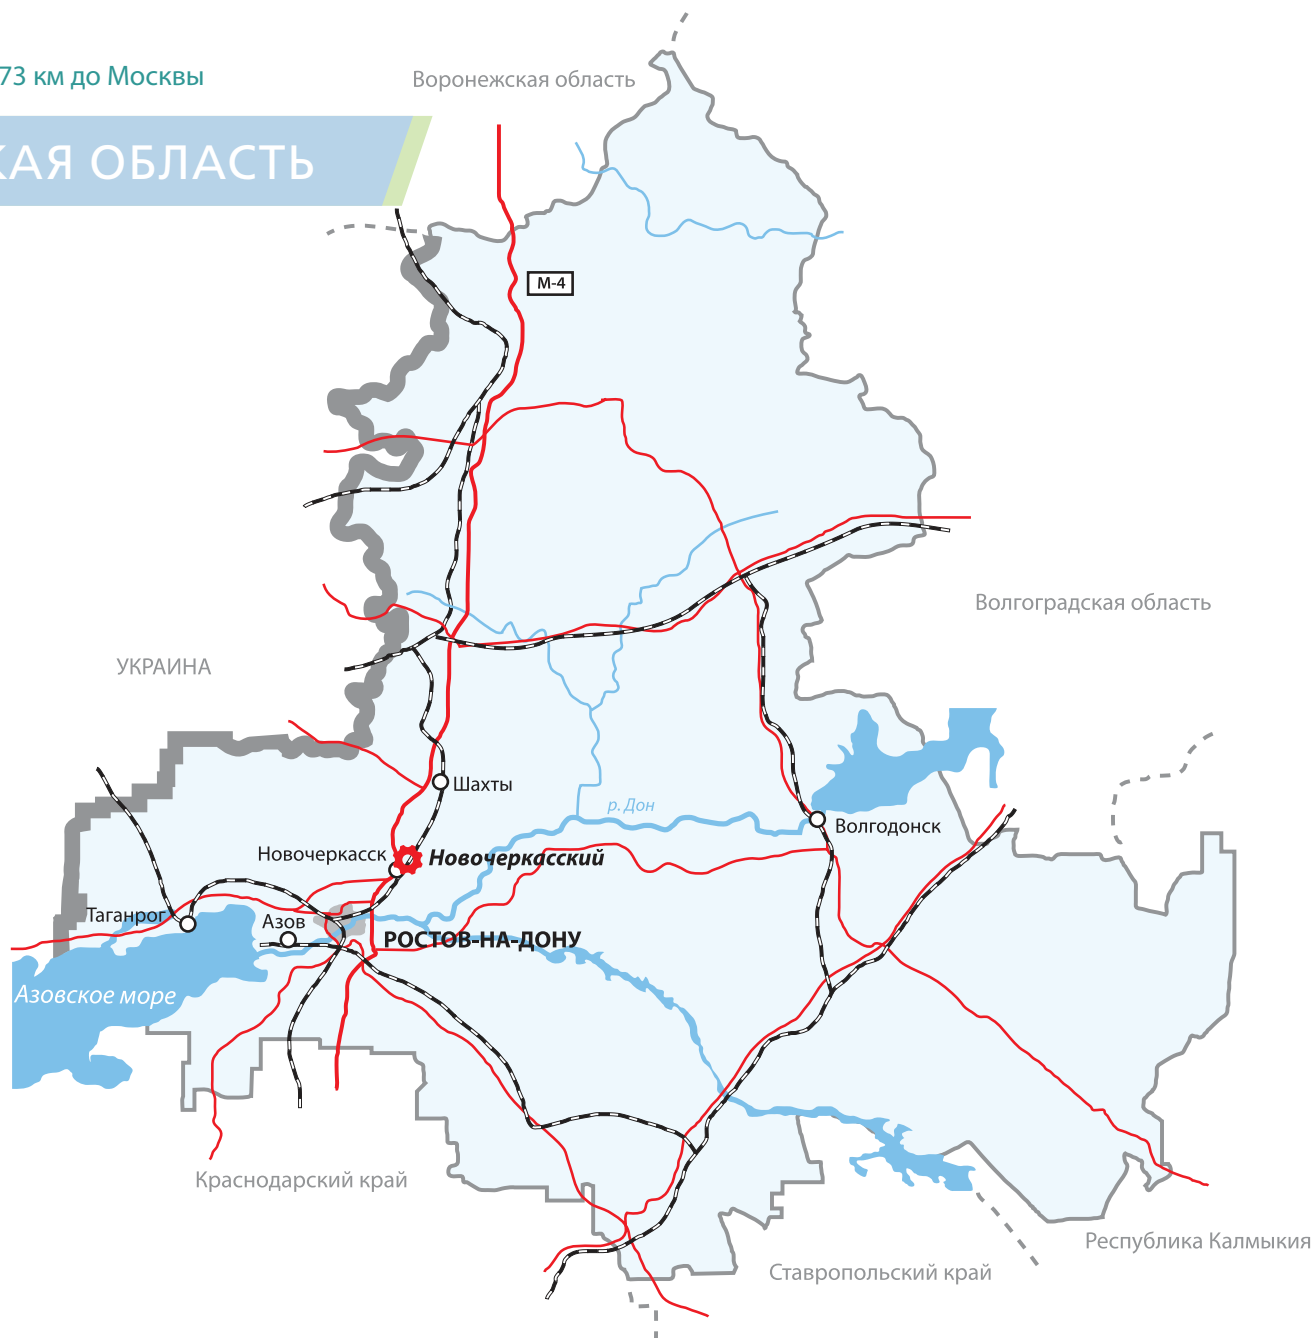 73 км до Москвы
Воронежская область
КАЯ ОБЛАСТЬ
М-4
Волгоградская область
УКРАИНА
Шахты
р. Дон
Волгодонск
Новочеркасск
Новочеркасский
Таганрог
Азов
РОСТОВ-НА-ДОНУ
Азовское море
Краснодарский край
Республика Калмыкия
Ставропольский край